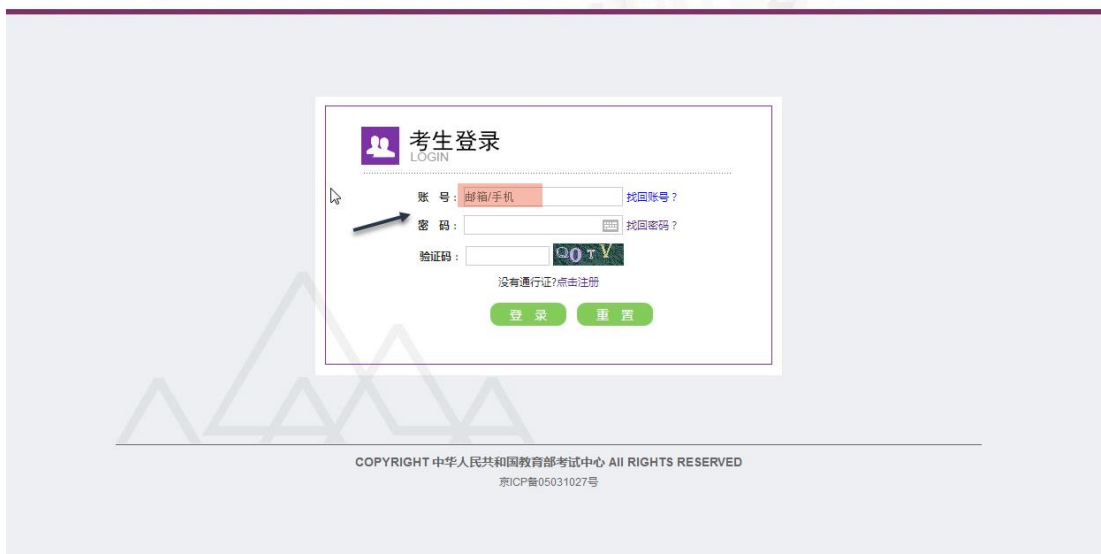 考生登录
LOGIN
账 号： 邮箱/手机 找回账号？
密 码： 找回密码？
验证码： QOTV
没有通行证?点击注册
登 录 重 置
COPYRIGHT 中华人民共和国教育部考试中心 All RIGHTS RESERVED
京ICP备05031027号